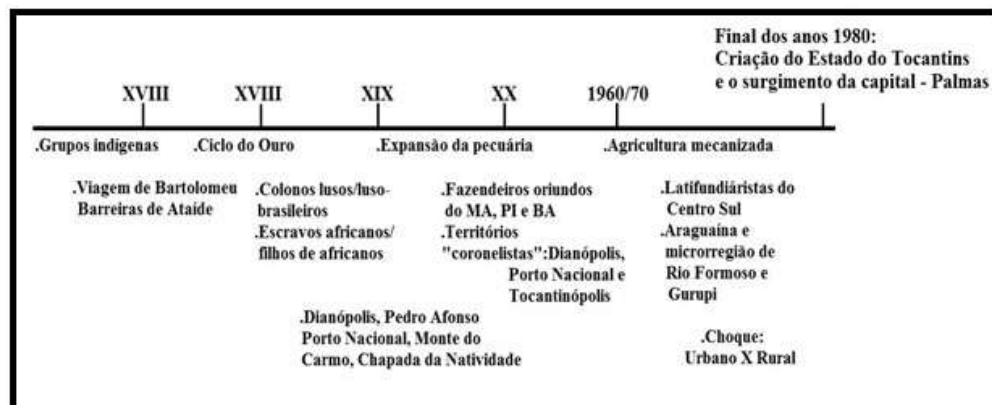 Final dos anos 1980:
Criação do Estado do Tocantins
e o surgimento da capital - Palmas
XVIII
XVIII
XIX
XX
1960/70
.Grupos indígenas
.Ciclo do Ouro
.Expansão da pecuária
.Agricultura mecanizada
.Viagem de Bartolomeu
Barreiras de Ataíde
.Colonos lusos/luso-
brasileiros
.Escravos africanos/
filhos de africanos
.Fazendeiros oriundos
do MA, PI e BA
.Territórios
"coronelistas":Dianópolis,
Porto Nacional e
Tocantinópolis
.Latifundiáristas do
Centro Sul
.Araguaína e
microrregião de
Rio Formoso e
Gurupi
.Dianópolis, Pedro Afonso
Porto Nacional, Monte do
Carmo, Chapada da Natividade
.Choque:
Urbano X Rural